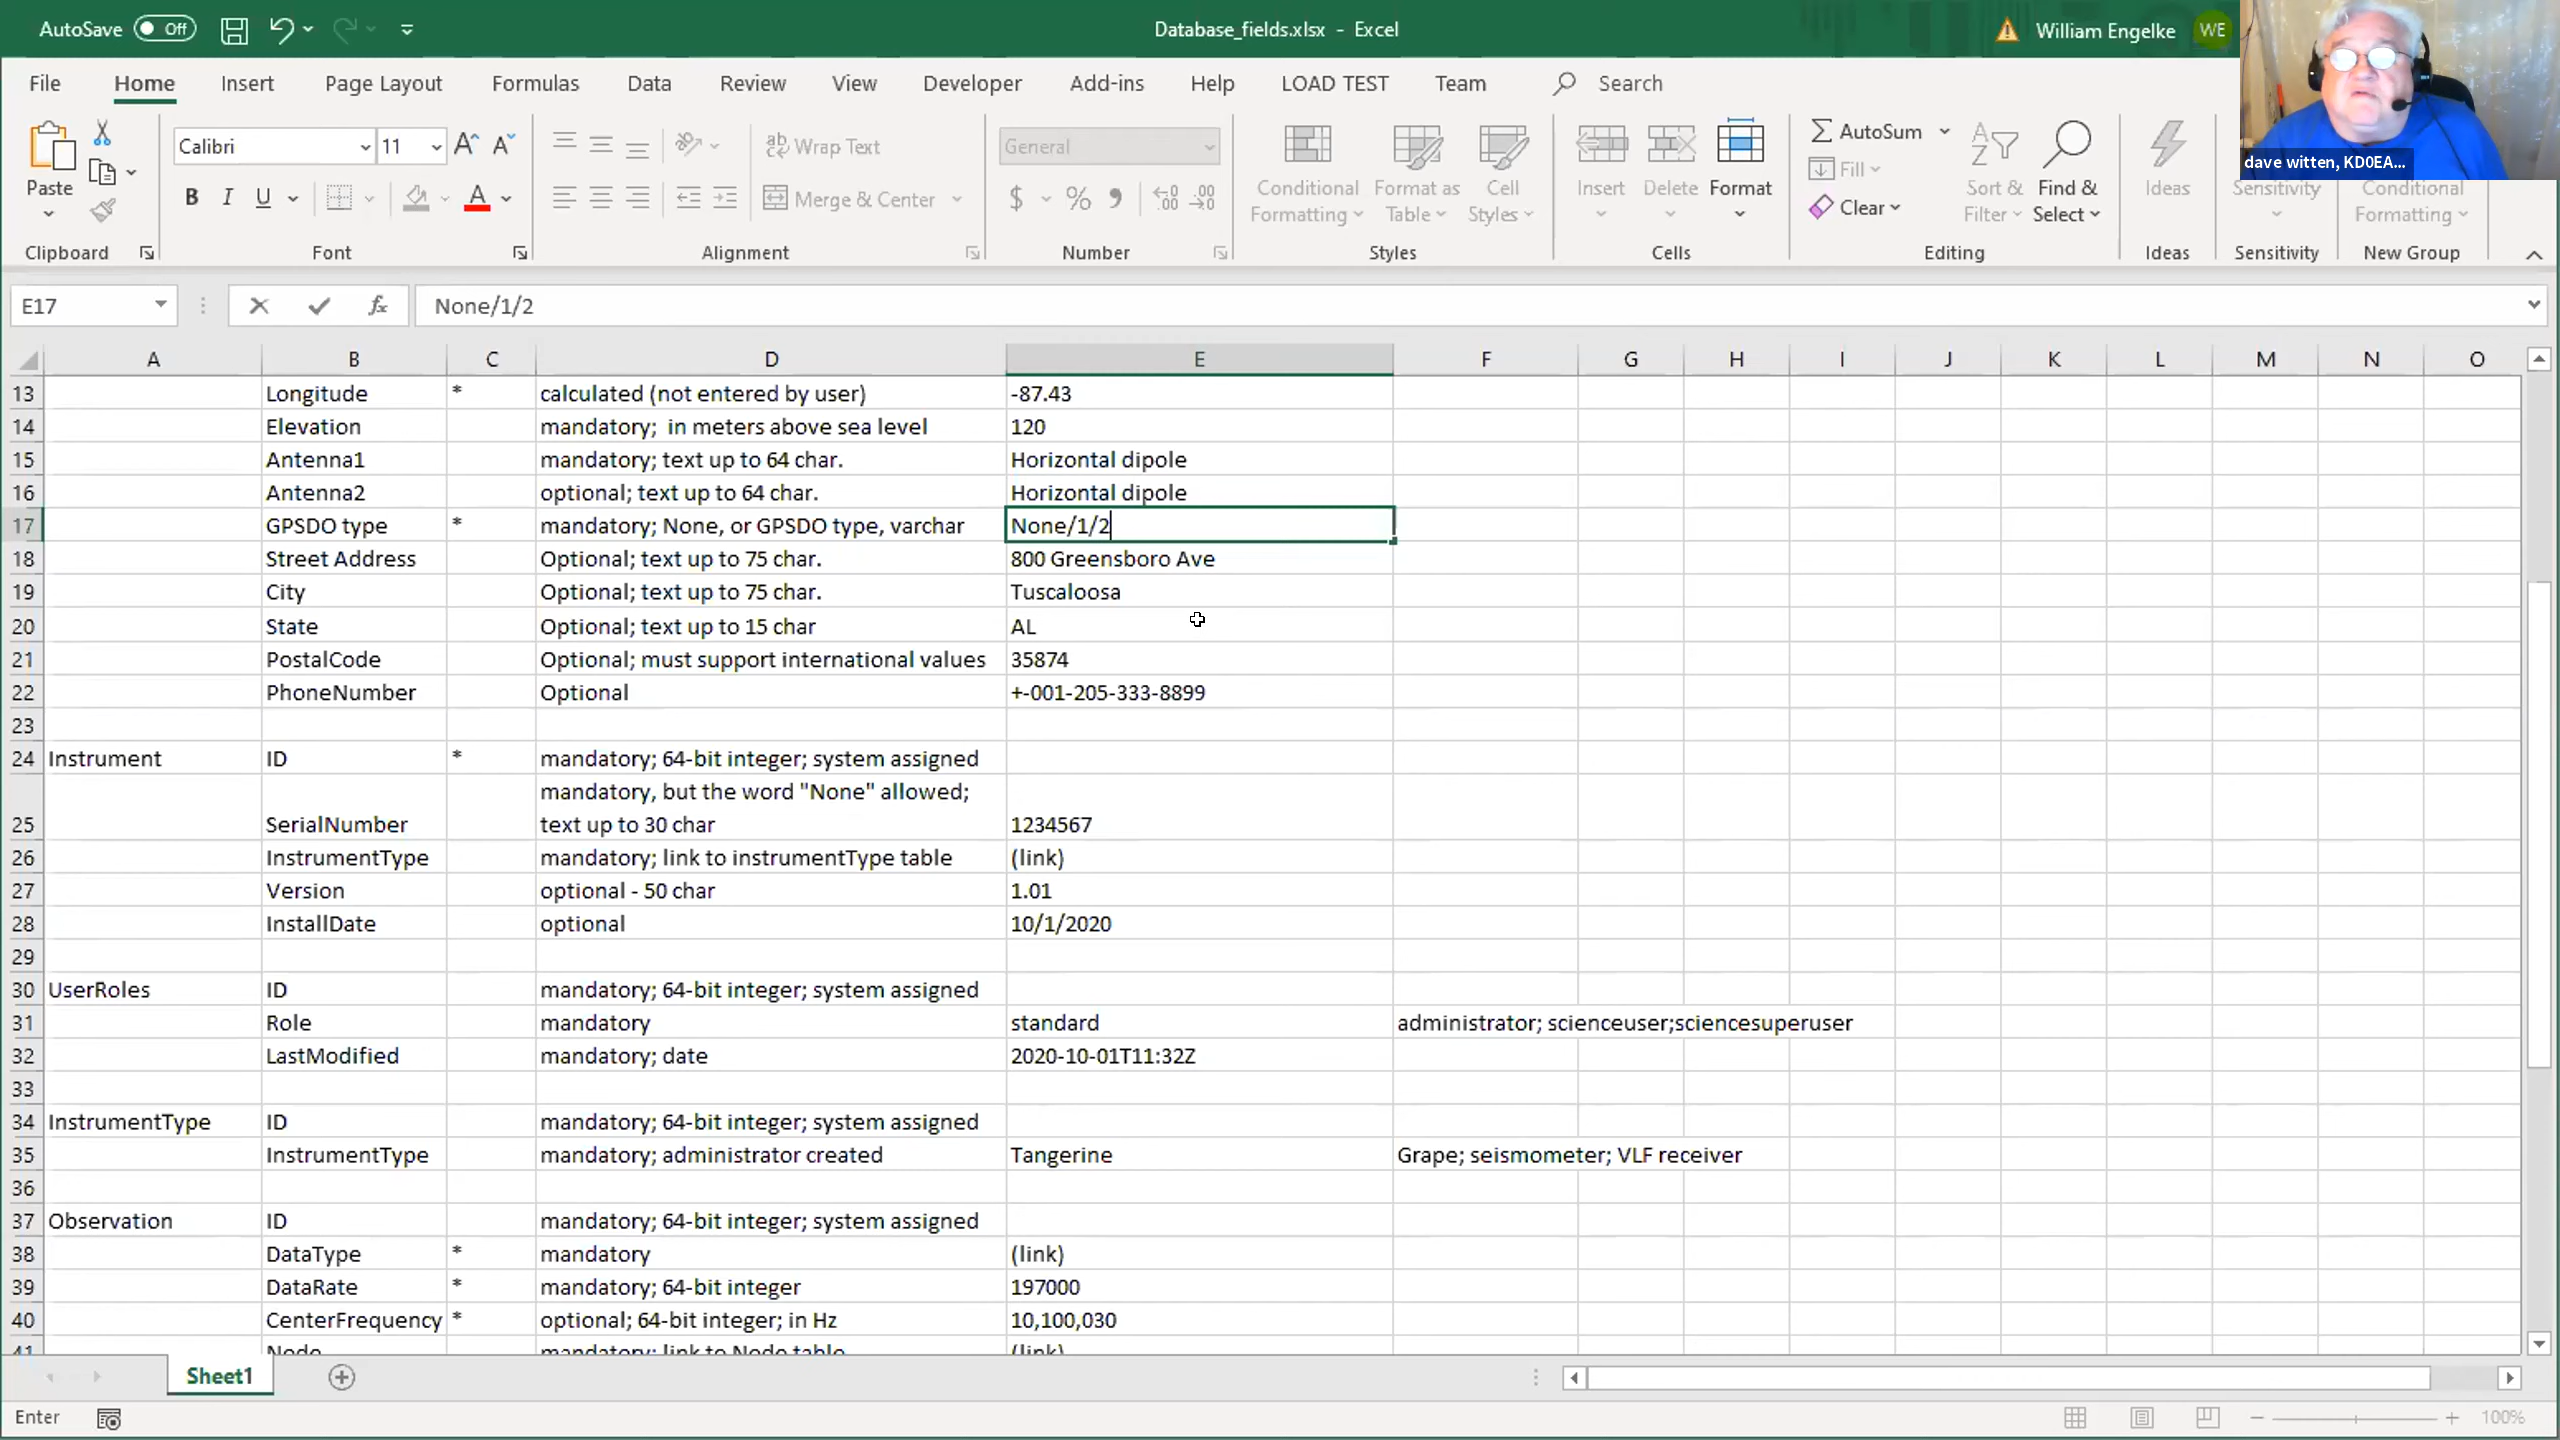 AutoSave Off Database_fields.xlsx - Excel William Engelke WE
File Home Insert Page Layout Formulas Data Review View Developer Add-ins Help LOAD TEST Team Search
dave witten, KD0EA...
Paste Calibri 11 A A Wrap Text General Conditional Formatting Format as Table Cell Styles Insert Delete Format AutoSum Fill Clear Sort & Filter Find & Select Ideas Sensitivity Conditional Formatting
B I U A Merge & Center $ % 9
Clipboard Font Alignment Number Styles Cells Editing Ideas Sensitivity New Group
E17 fx None/1/2
A B C D E F G H I J K L M N O
13 Longitude * calculated (not entered by user) -87.43
14 Elevation mandatory; in meters above sea level 120
15 Antenna1 mandatory; text up to 64 char. Horizontal dipole
16 Antenna2 optional; text up to 64 char. Horizontal dipole
17 GPSDO type * mandatory; None, or GPSDO type, varchar None/1/2
18 Street Address Optional; text up to 75 char. 800 Greensboro Ave
19 City Optional; text up to 75 char. Tuscaloosa
20 State Optional; text up to 15 char AL
21 PostalCode Optional; must support international values 35874
22 PhoneNumber Optional +-001-205-333-8899
23
24 Instrument ID * mandatory; 64-bit integer; system assigned
mandatory, but the word "None" allowed;
25 SerialNumber text up to 30 char 1234567
26 InstrumentType mandatory; link to instrumentType table (link)
27 Version optional - 50 char 1.01
28 InstallDate optional 10/1/2020
29
30 UserRoles ID mandatory; 64-bit integer; system assigned
31 Role mandatory standard administrator; scienceuser;sciencesuperuser
32 LastModified mandatory; date 2020-10-01T11:32Z
33
34 InstrumentType ID mandatory; 64-bit integer; system assigned
35 InstrumentType mandatory; administrator created Tangerine Grape; seismometer; VLF receiver
36
37 Observation ID mandatory; 64-bit integer; system assigned
38 DataType * mandatory (link)
39 DataRate * mandatory; 64-bit integer 197000
40 CenterFrequency * optional; 64-bit integer; in Hz 10,100,030
41 Node mandatory; link to Node table (link)
Sheet1
Enter 100%